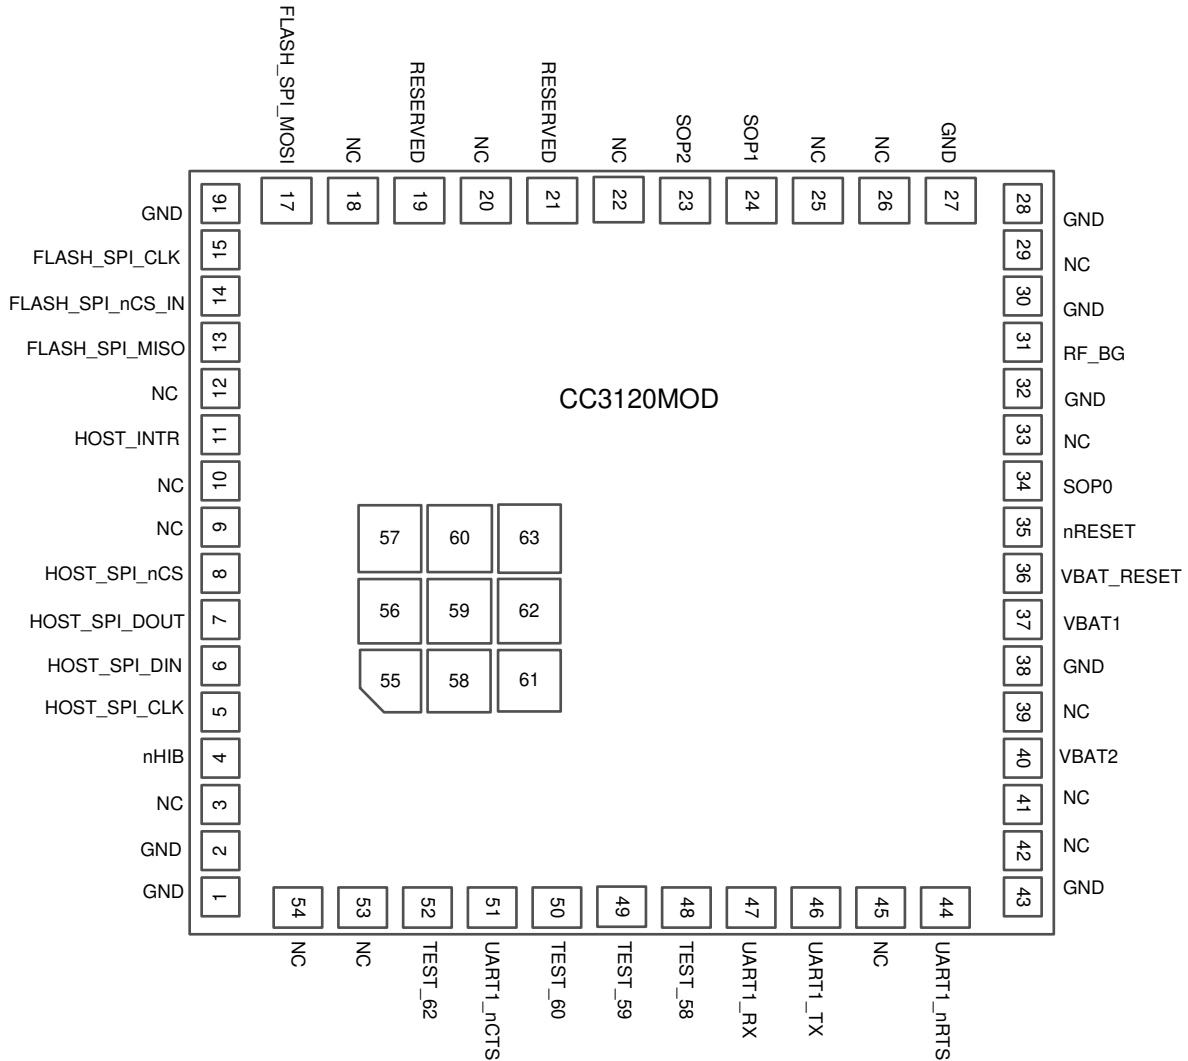 FLASH_SPI_MOSI
NC
RESERVED
NC
RESERVED
NC
SOP2
SOP1
NC
NC
GND
17
18
19
20
21
22
23
24
25
26
27
GND 16
FLASH_SPI_CLK 15
FLASH_SPI_nCS_IN 14
FLASH_SPI_MISO 13
NC 12
HOST_INTR 11
NC 10
NC 9
HOST_SPI_nCS 8
HOST_SPI_DOUT 7
HOST_SPI_DIN 6
HOST_SPI_CLK 5
nHIB 4
NC 3
GND 2
GND 1
CC3120MOD
57 60 63
56 59 62
55 58 61
28 GND
29 NC
30 GND
31 RF_BG
32 GND
33 NC
34 SOP0
35 nRESET
36 VBAT_RESET
37 VBAT1
38 GND
39 NC
40 VBAT2
41 NC
42 NC
43 GND
54
53
52
51
50
49
48
47
46
45
44
NC
NC
TEST_62
UART1_nCTS
TEST_60
TEST_59
TEST_58
UART1_RX
UART1_TX
NC
UART1_nRTS